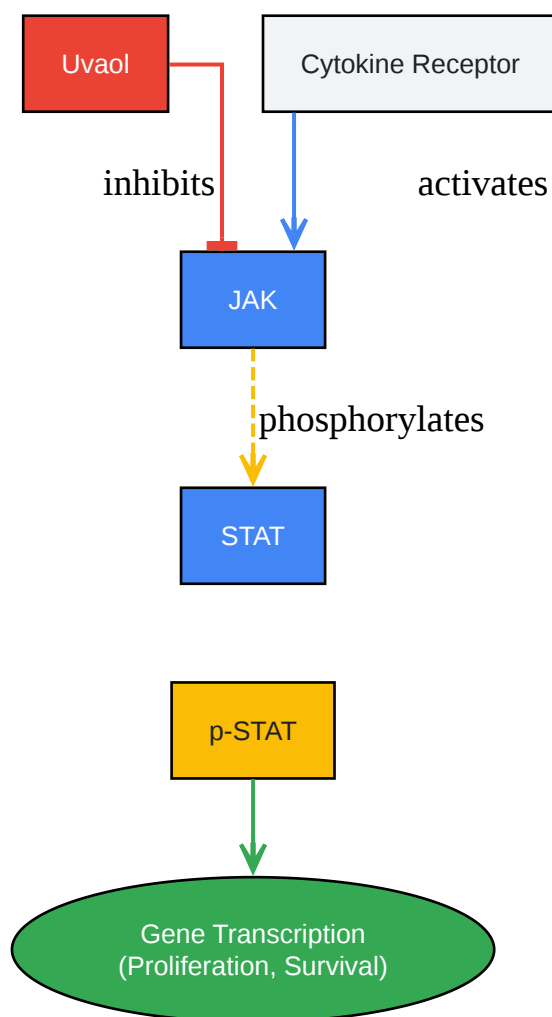 Uvaol
Cytokine Receptor
inhibits
activates
JAK
phosphorylates
STAT
p-STAT
Gene Transcription
(Proliferation, Survival)